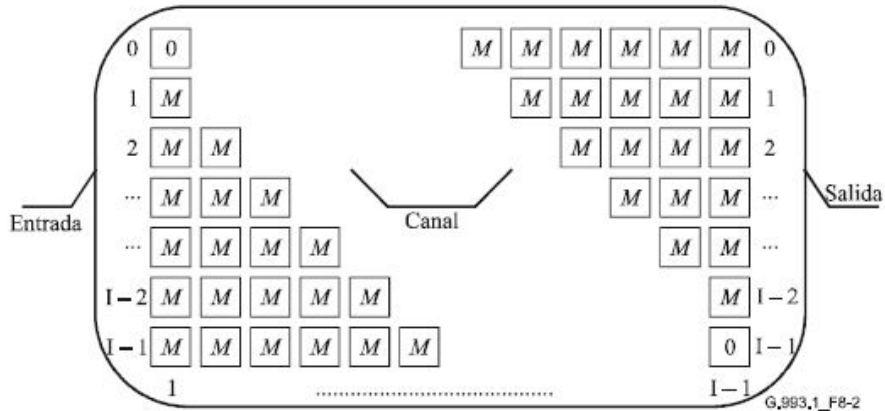 0 0 M M M M M M 0
1 M M M M M M 1
2 M M M M M M 2
... M M M M M M ...
Entrada Canal Salida
... M M M M M M ...
I – 2 M M M M M M I – 2
I – 1 M M M M M M 0 I – 1
1 ................................................ I – 1
G.993.1_F8-2